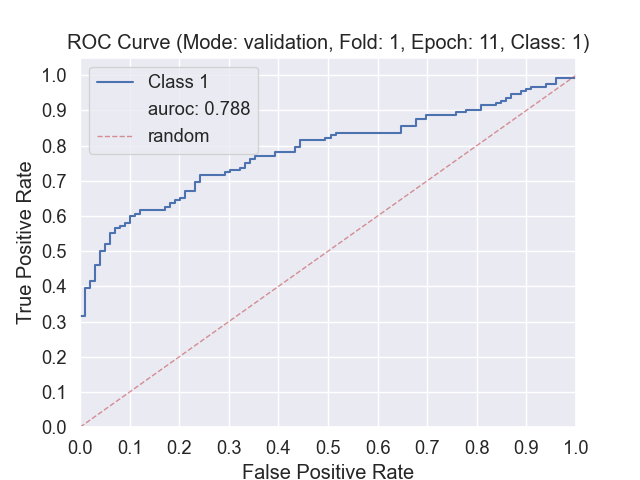 ROC Curve (Mode: validation, Fold: 1, Epoch: 11, Class: 1)
Class 1
auroc: 0.788
random
True Positive Rate
1.0
0.9
0.8
0.7
0.6
0.5
0.4
0.3
0.2
0.1
0.0
0.0 0.1 0.2 0.3 0.4 0.5 0.6 0.7 0.8 0.9 1.0
False Positive Rate